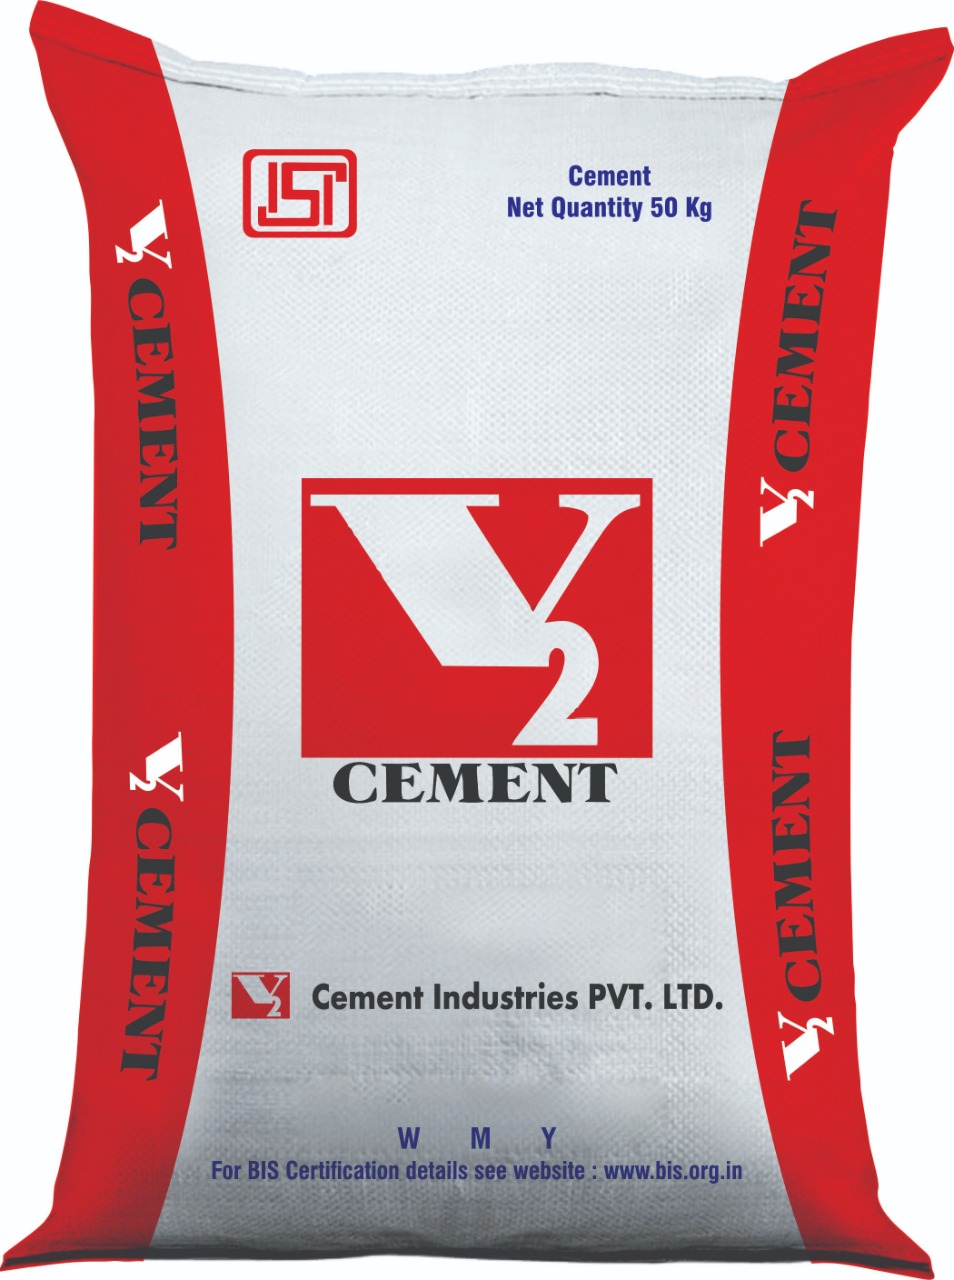 ISI
Cement
Net Quantity 50 Kg
V2 CEMENT
V2 CEMENT
V2 CEMENT
V2 CEMENT
V2
CEMENT
V2 Cement Industries PVT. LTD.
W M Y
For BIS Certification details see website : www.bis.org.in